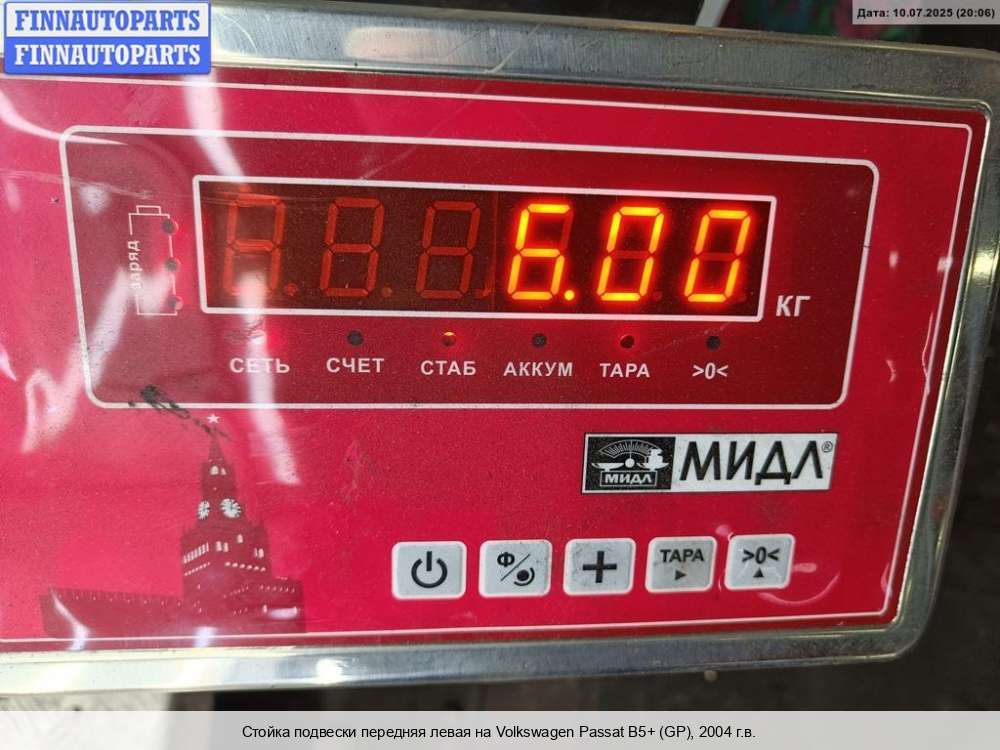 FINNAUTOPARTS
FINNAUTOPARTS
Дата: 10.07.2025 (20:06)
заряд
6.00
КГ
СЕТЬ СЧЕТ СТАБ АККУМ ТАРА >0<
МИДЛ МИДЛ®
Ф ТАРА >0<
Стойка подвески передняя левая на Volkswagen Passat B5+ (GP), 2004 г.в.